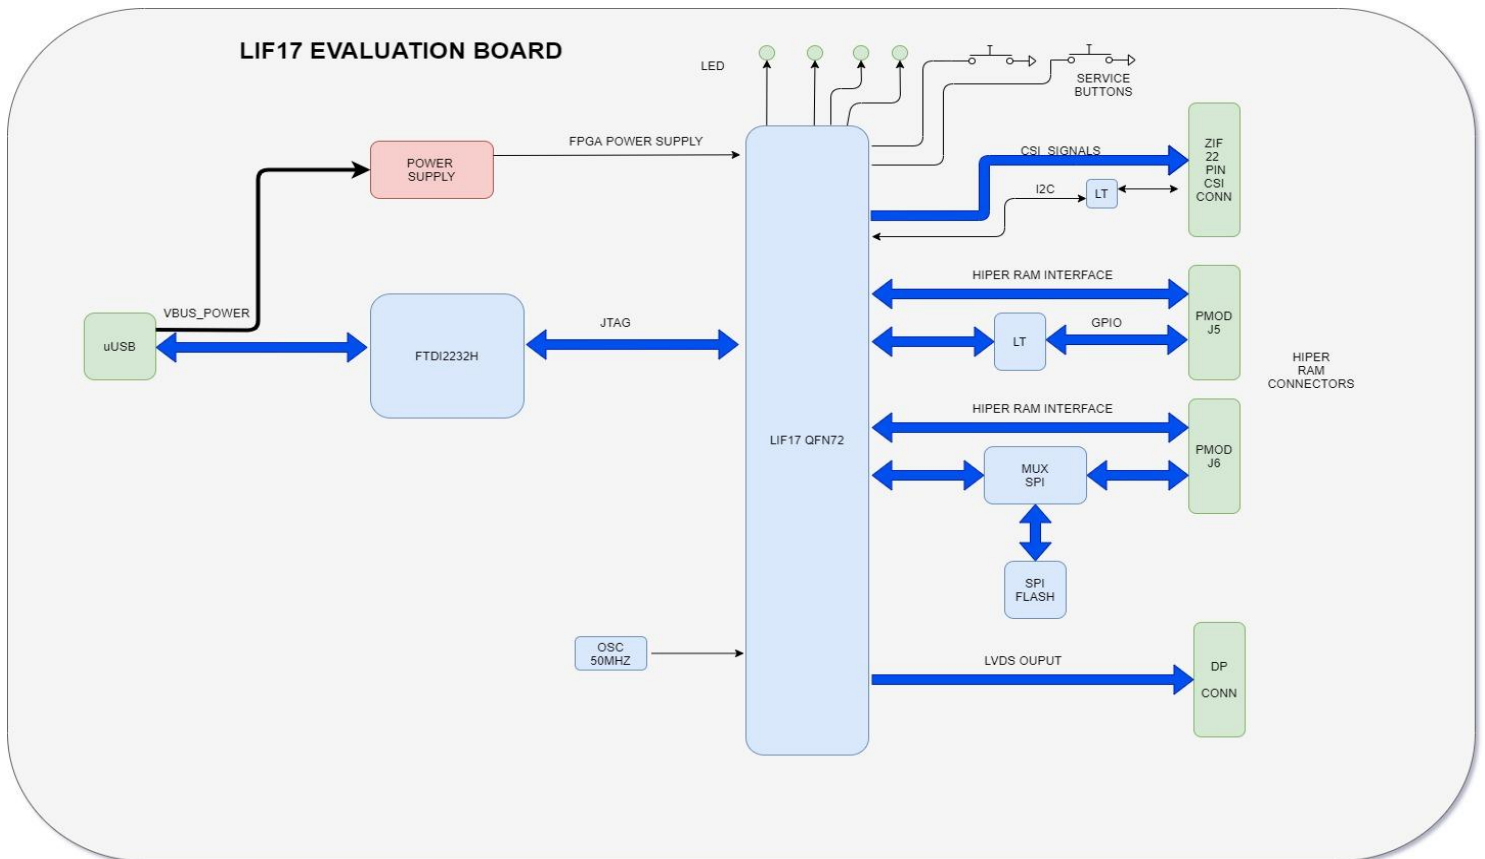 LIF17 EVALUATION BOARD
LED
SERVICE
BUTTONS
FPGA POWER SUPPLY
POWER
SUPPLY
CSI SIGNALS
ZIF
22
PIN
CSI
CONN
I2C
LT
HIPER RAM INTERFACE
VBUS_POWER
PMOD
J5
JTAG
GPIO
uUSB
LT
FTDI2232H
HIPER
RAM
CONNECTORS
HIPER RAM INTERFACE
LIF17 QFN72
PMOD
J6
MUX
SPI
SPI
FLASH
OSC
50MHZ
LVDS OUPUT
DP
CONN